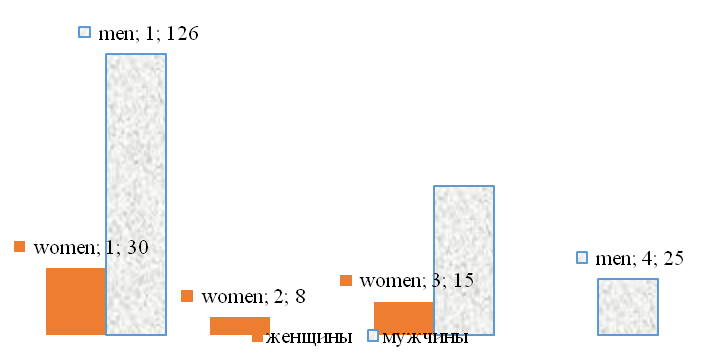 men; 1; 126
women; 1; 30
women; 2; 8
women; 3; 15
men; 4; 25
женщины
мужчины